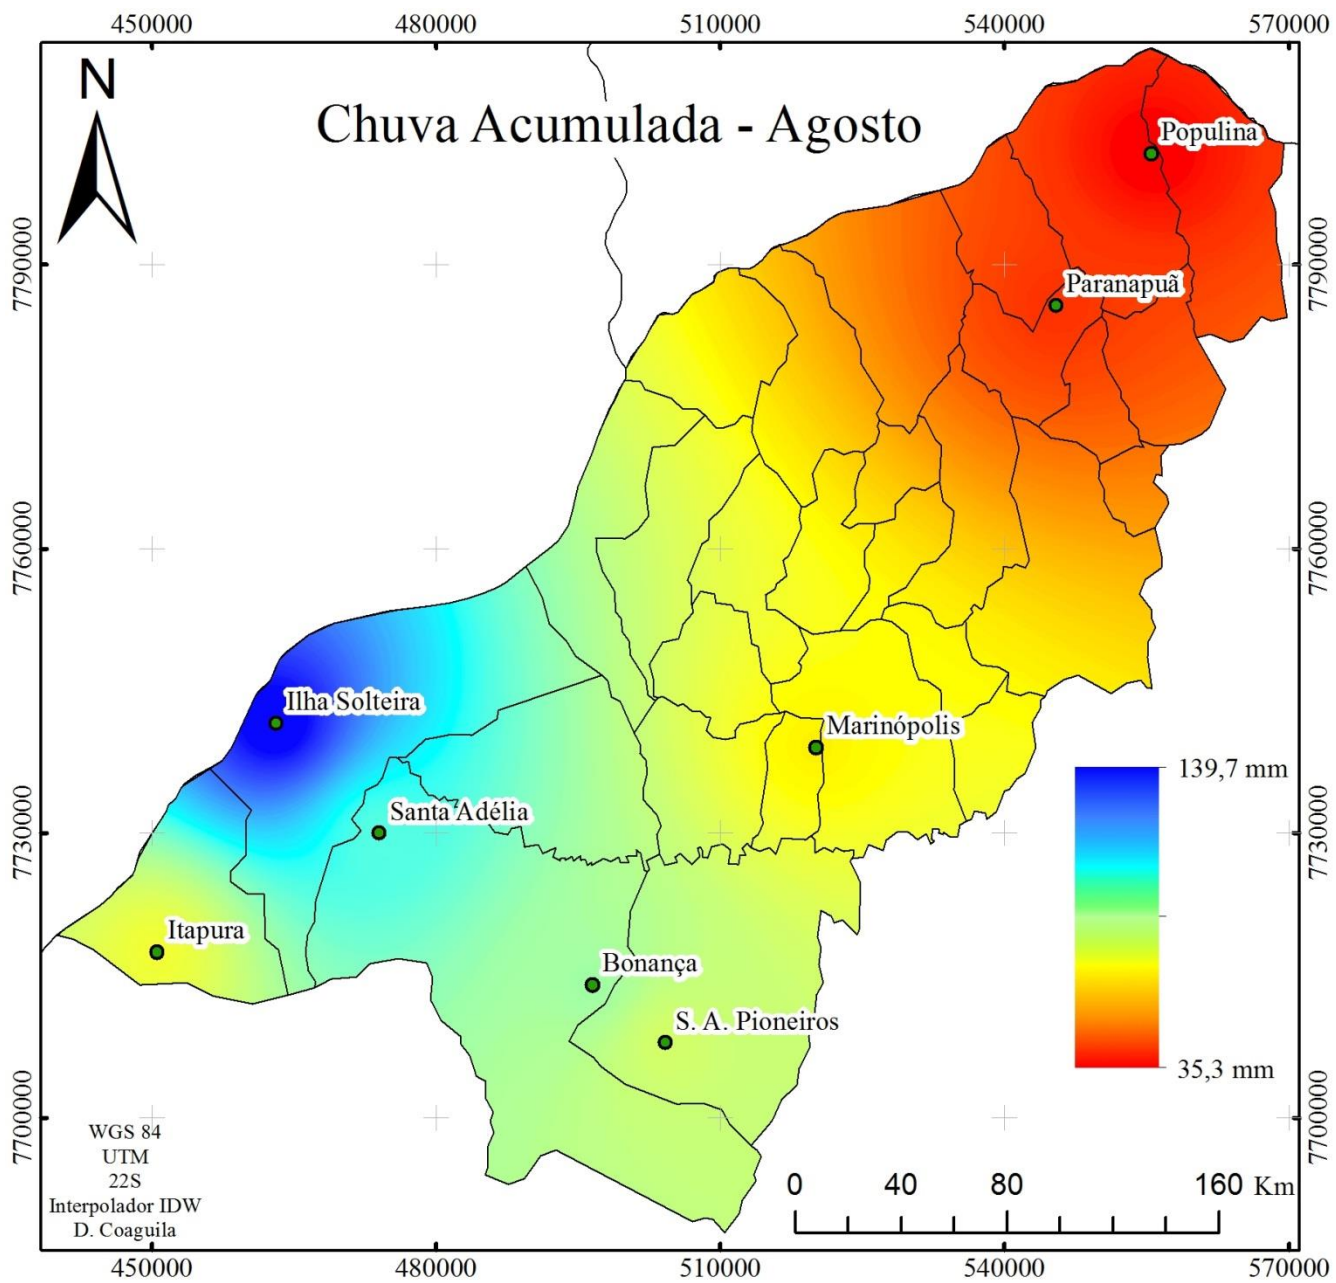 450000 480000 510000 540000 570000
N
Chuva Acumulada - Agosto
Populina
7790000 7790000
Paranapuã
7760000 7760000
Ilha Solteira
Marinópolis
139,7 mm
Santa Adélia
7730000 7730000
Itapura
Bonança
S. A. Pioneiros
35,3 mm
7700000 7700000
WGS 84
UTM
22S
Interpolador IDW
D. Coaguila
0 40 80 160 Km
450000 480000 510000 540000 570000